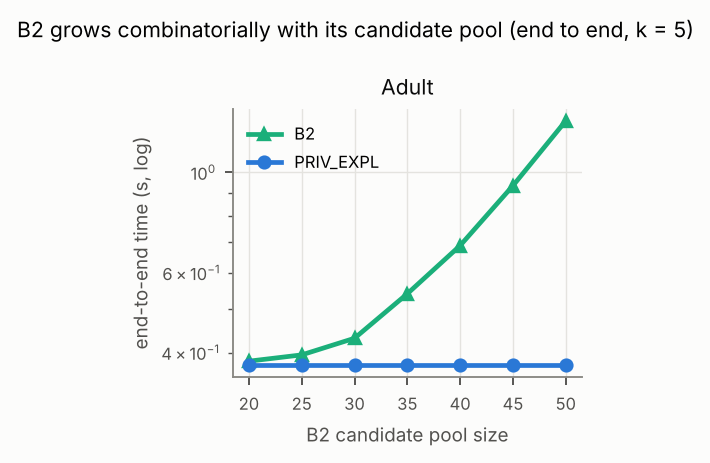 B2 grows combinatorially with its candidate pool (end to end, k = 5)
Adult
B2
PRIV_EXPL
end-to-end time (s, log)
10⁰
6 × 10⁻¹
4 × 10⁻¹
20 25 30 35 40 45 50
B2 candidate pool size